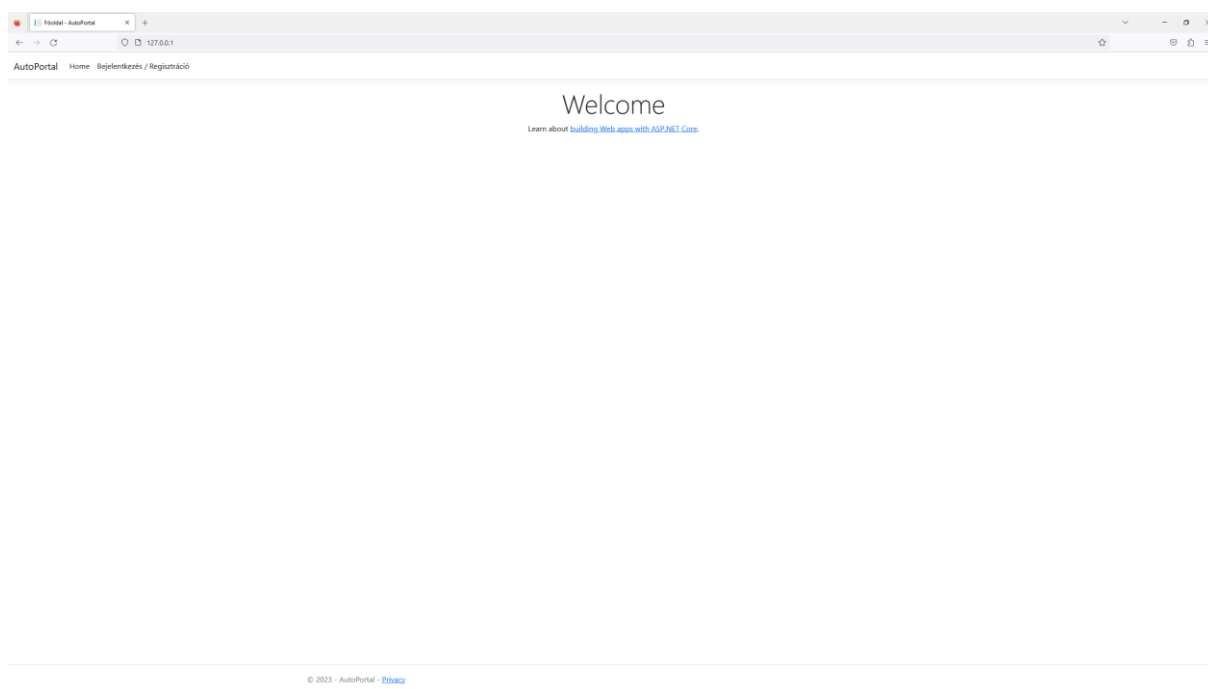 Főoldal - AutoPortal
127.0.0.1
AutoPortal Home Bejelentkezés / Regisztráció
Welcome
Learn about building Web apps with ASP.NET Core.
© 2023 - AutoPortal - Privacy